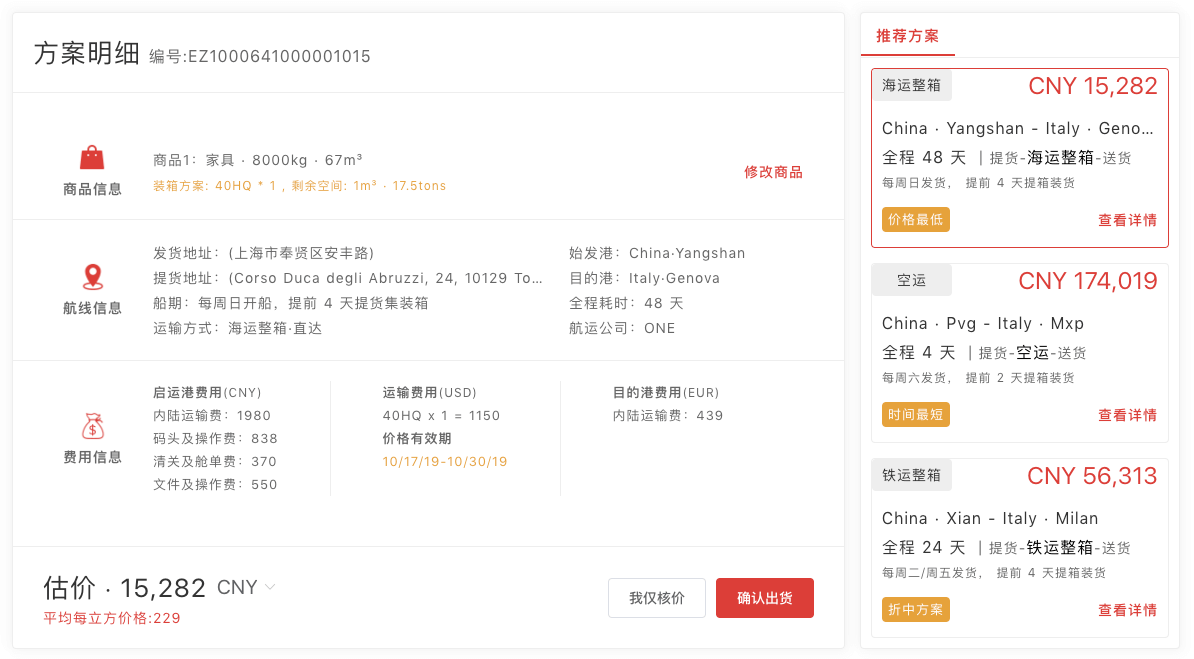 方案明细 编号:EZ1000641000001015
商品信息
商品1: 家具 · 8000kg · 67m³
装箱方案: 40HQ * 1 , 剩余空间: 1m³ · 17.5tons
修改商品
航线信息
发货地址: (上海市奉贤区安丰路)
提货地址: (Corso Duca degli Abruzzi, 24, 10129 To...
船期: 每周日开船，提前 4 天提货集装箱
运输方式: 海运整箱·直达
始发港: China·Yangshan
目的港: Italy·Genova
全程耗时: 48 天
航运公司: ONE
费用信息
启运港费用(CNY)
内陆运输费: 1980
码头及操作费: 838
清关及舱单费: 370
文件及操作费: 550
运输费用(USD)
40HQ x 1 = 1150
价格有效期
10/17/19-10/30/19
目的港费用(EUR)
内陆运输费: 439
估价 · 15,282 CNY
平均每立方价格:229
我仅核价
确认出货
推荐方案
海运整箱 CNY 15,282
China · Yangshan - Italy · Geno...
全程 48 天 | 提货-海运整箱-送货
每周日发货， 提前 4 天提箱装货
价格最低 查看详情
空运 CNY 174,019
China · Pvg - Italy · Mxp
全程 4 天 | 提货-空运-送货
每周六发货， 提前 2 天提箱装货
时间最短 查看详情
铁运整箱 CNY 56,313
China · Xian - Italy · Milan
全程 24 天 | 提货-铁运整箱-送货
每周二/周五发货， 提前 4 天提箱装货
折中方案 查看详情